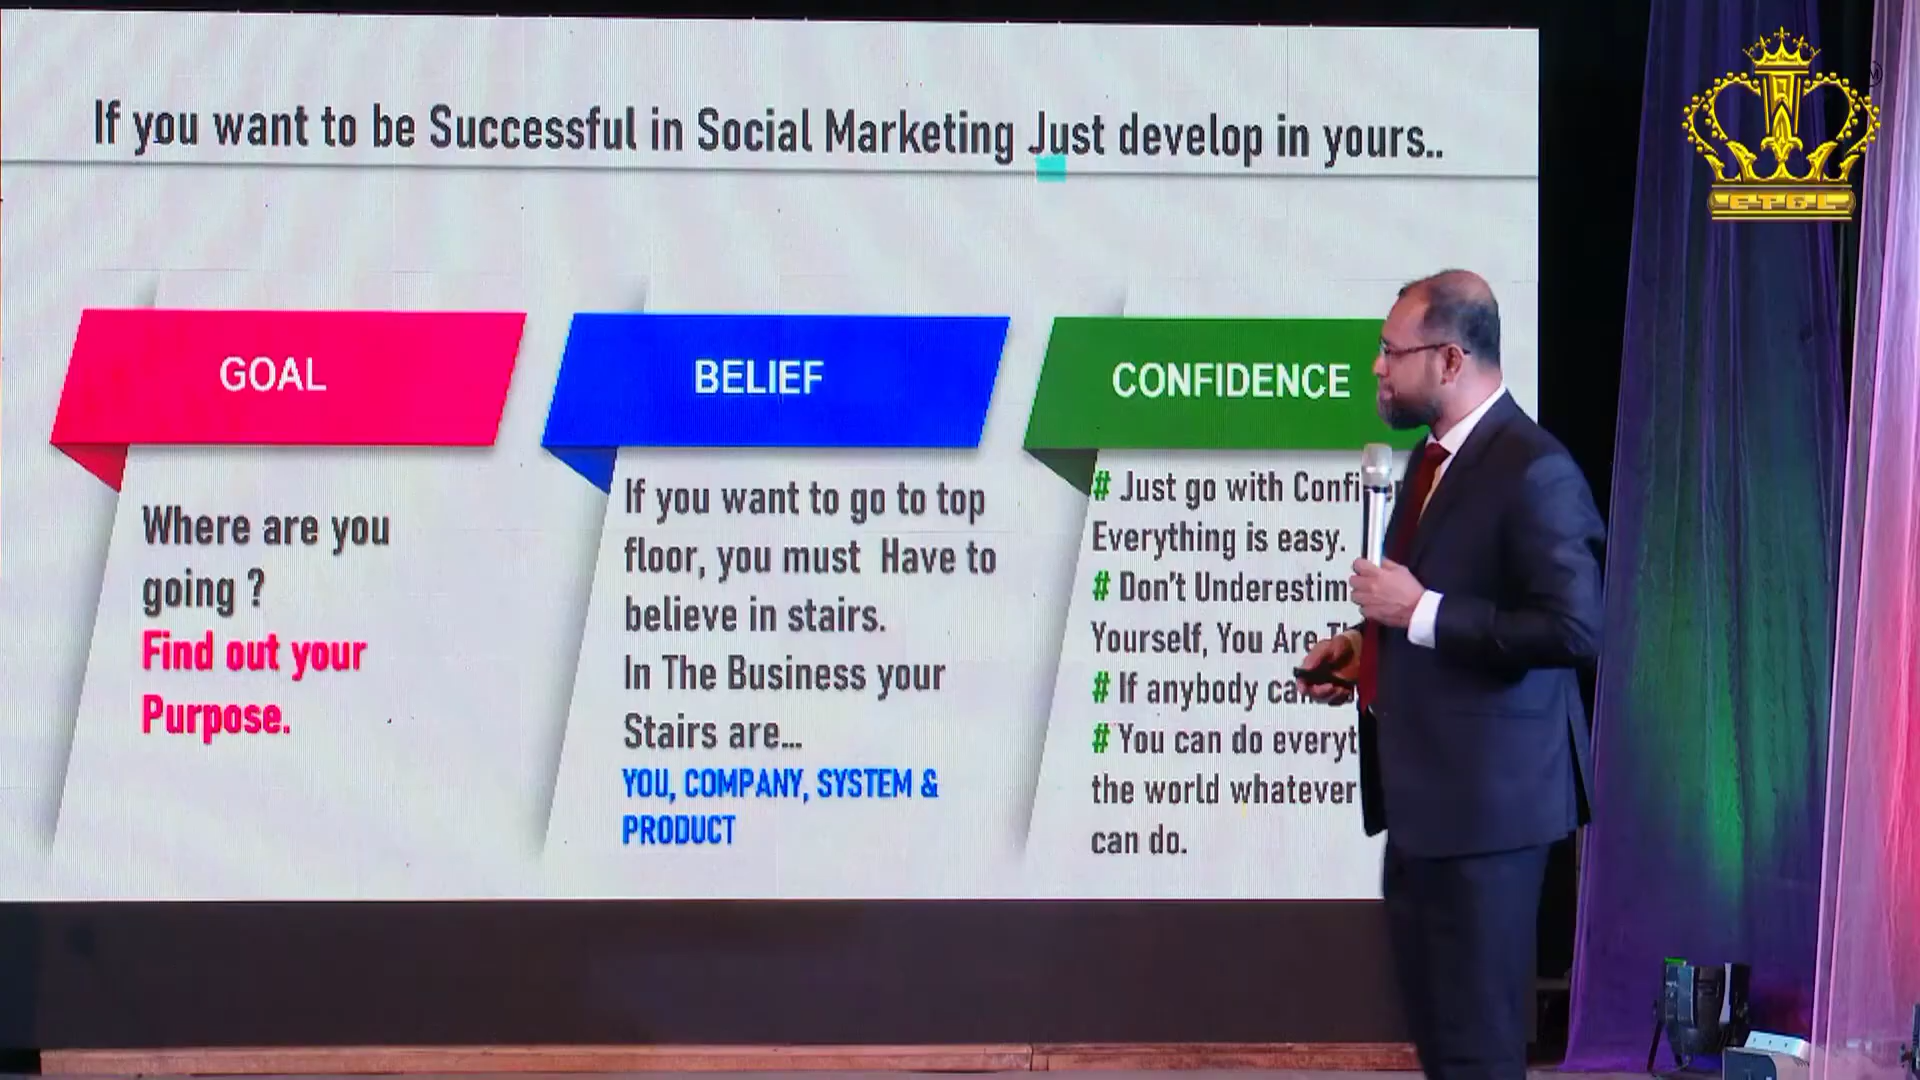 If you want to be Successful in Social Marketing Just develop in yours..
GOAL
Where are you
going ?
Find out your
Purpose.
BELIEF
If you want to go to top
floor, you must Have to
believe in stairs.
In The Business your
Stairs are...
YOU, COMPANY, SYSTEM &
PRODUCT
CONFIDENCE
# Just go with
Everything is easy.
# Don't
Yourself, You Are
# If anybody
# You can do
the world whatever
can do.